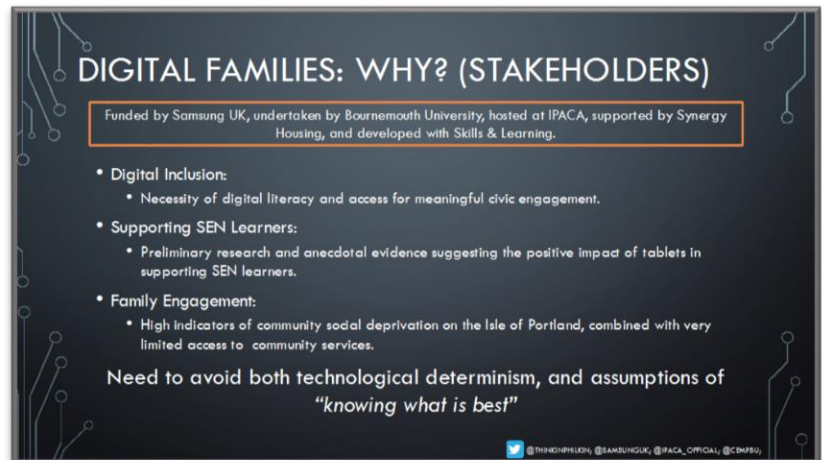 DIGITAL FAMILIES: WHY? (STAKEHOLDERS)
Funded by Samsung UK, undertaken by Bournemouth University, hosted at IPACA, supported by Synergy
Housing, and developed with Skills & Learning.
• Digital Inclusion:
• Necessity of digital literacy and access for meaningful civic engagement.
• Supporting SEN Learners:
• Preliminary research and anecdotal evidence suggesting the positive impact of tablets in
supporting SEN learners.
• Family Engagement:
• High indicators of community social deprivation on the Isle of Portland, combined with very
limited access to community services.
Need to avoid both technological determinism, and assumptions of
“knowing what is best”
@THINKINPHILKIN; @SAMSUNGUK; @IPACA_OFFICIAL; @CEMPBU;